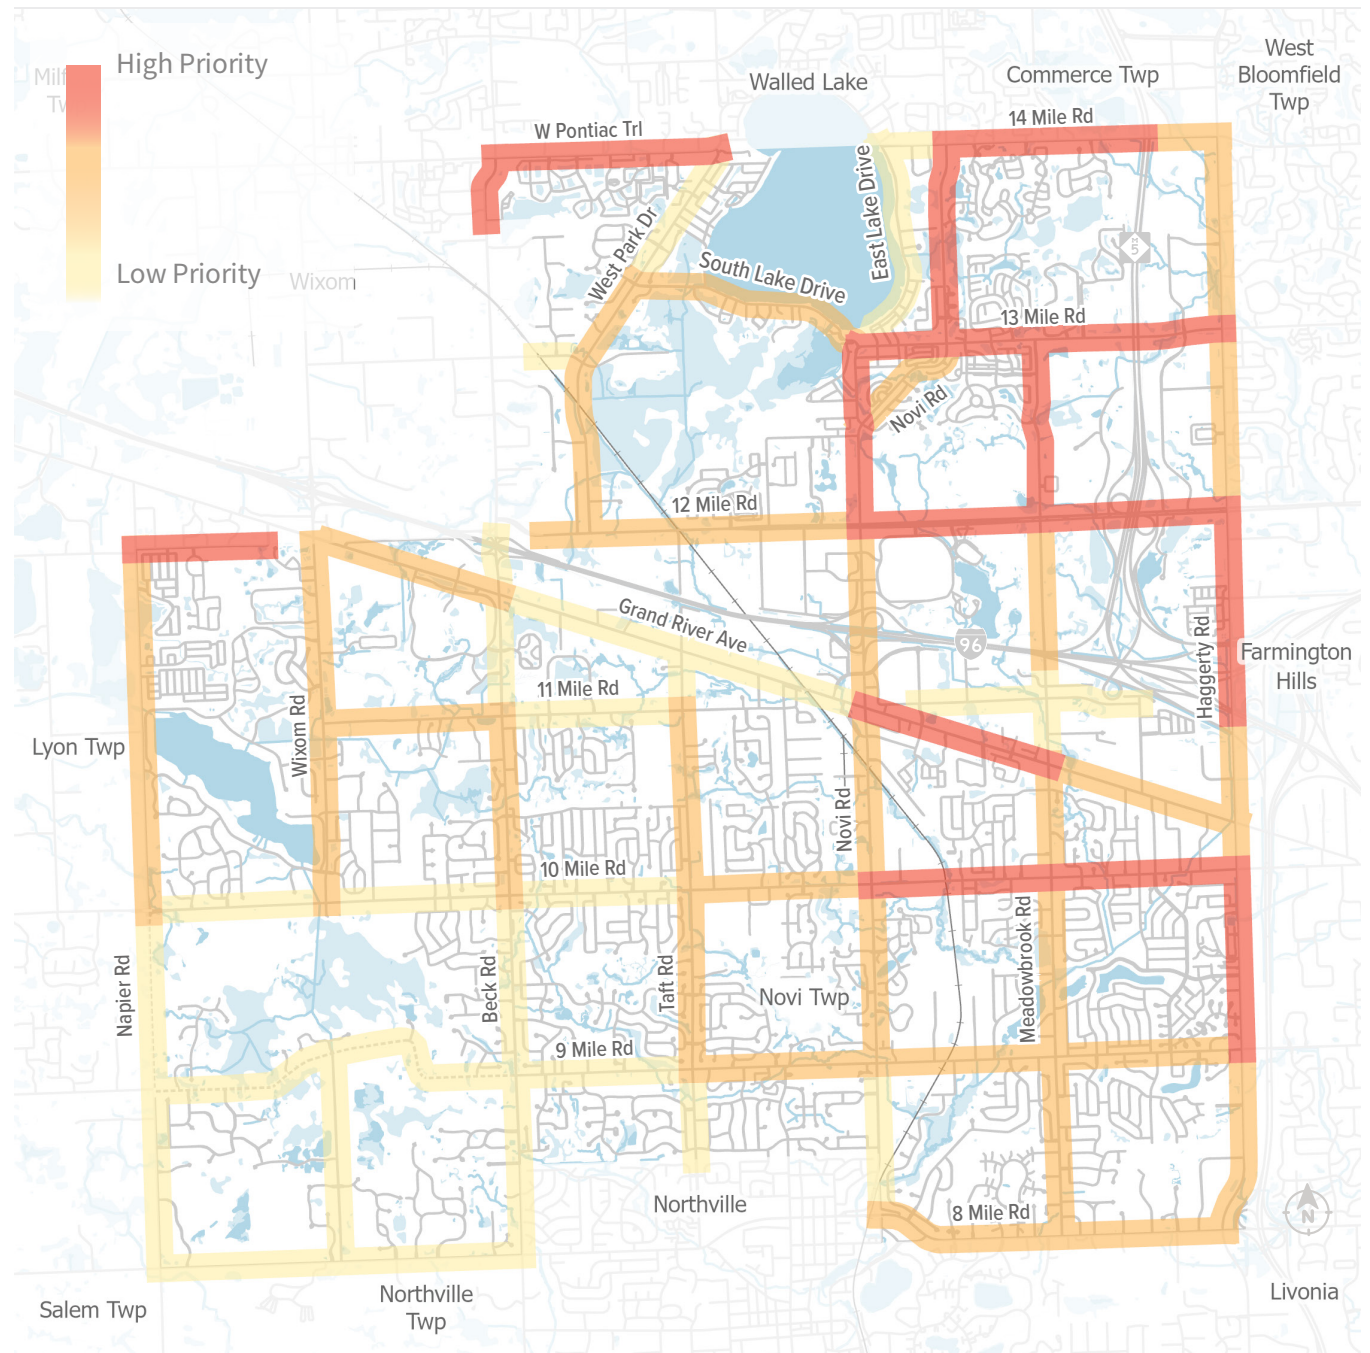 High Priority
Low Priority
Milf
Tw
Wixom
Walled Lake
Commerce Twp
West
Bloomfield
Twp
W Pontiac Trl
14 Mile Rd
West Park Dr
South Lake Drive
East Lake Drive
5
13 Mile Rd
Novi Rd
12 Mile Rd
Grand River Ave
96
Haggerty Rd
Farmington
Hills
11 Mile Rd
Wixom Rd
Lyon Twp
Novi Rd
10 Mile Rd
Napier Rd
Beck Rd
Taft Rd
Novi Twp
Meadowbrook Rd
9 Mile Rd
Northville
8 Mile Rd
N
Salem Twp
Northville
Twp
Livonia